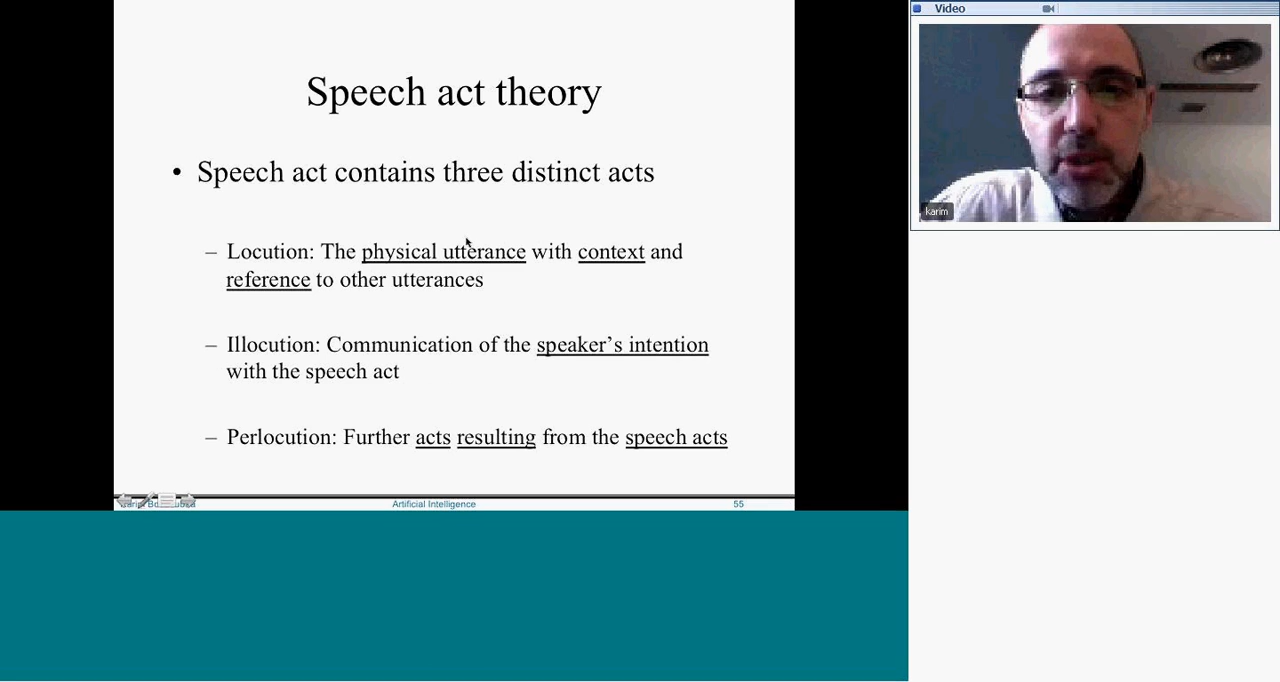 Speech act theory
• Speech act contains three distinct acts
– Locution: The physical utterance with context and
reference to other utterances
– Illocution: Communication of the speaker’s intention
with the speech act
– Perlocution: Further acts resulting from the speech acts
Artificial Intelligence
55
Video
karim